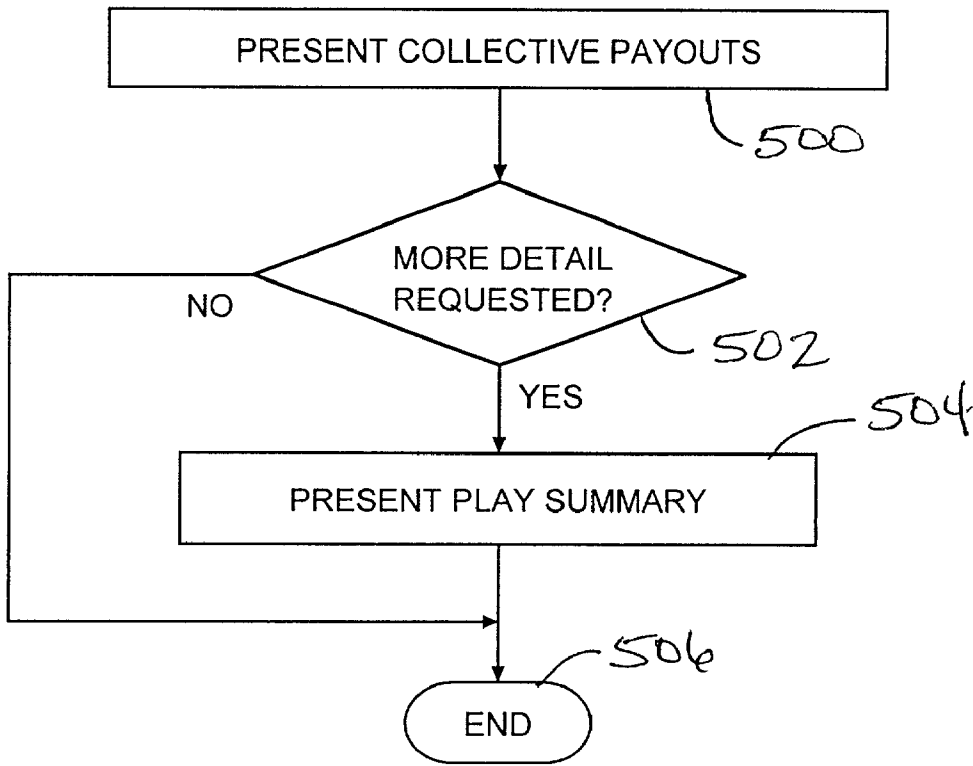 PRESENT COLLECTIVE PAYOUTS
500
MORE DETAIL
REQUESTED?
NO
502
YES
504
PRESENT PLAY SUMMARY
506
END